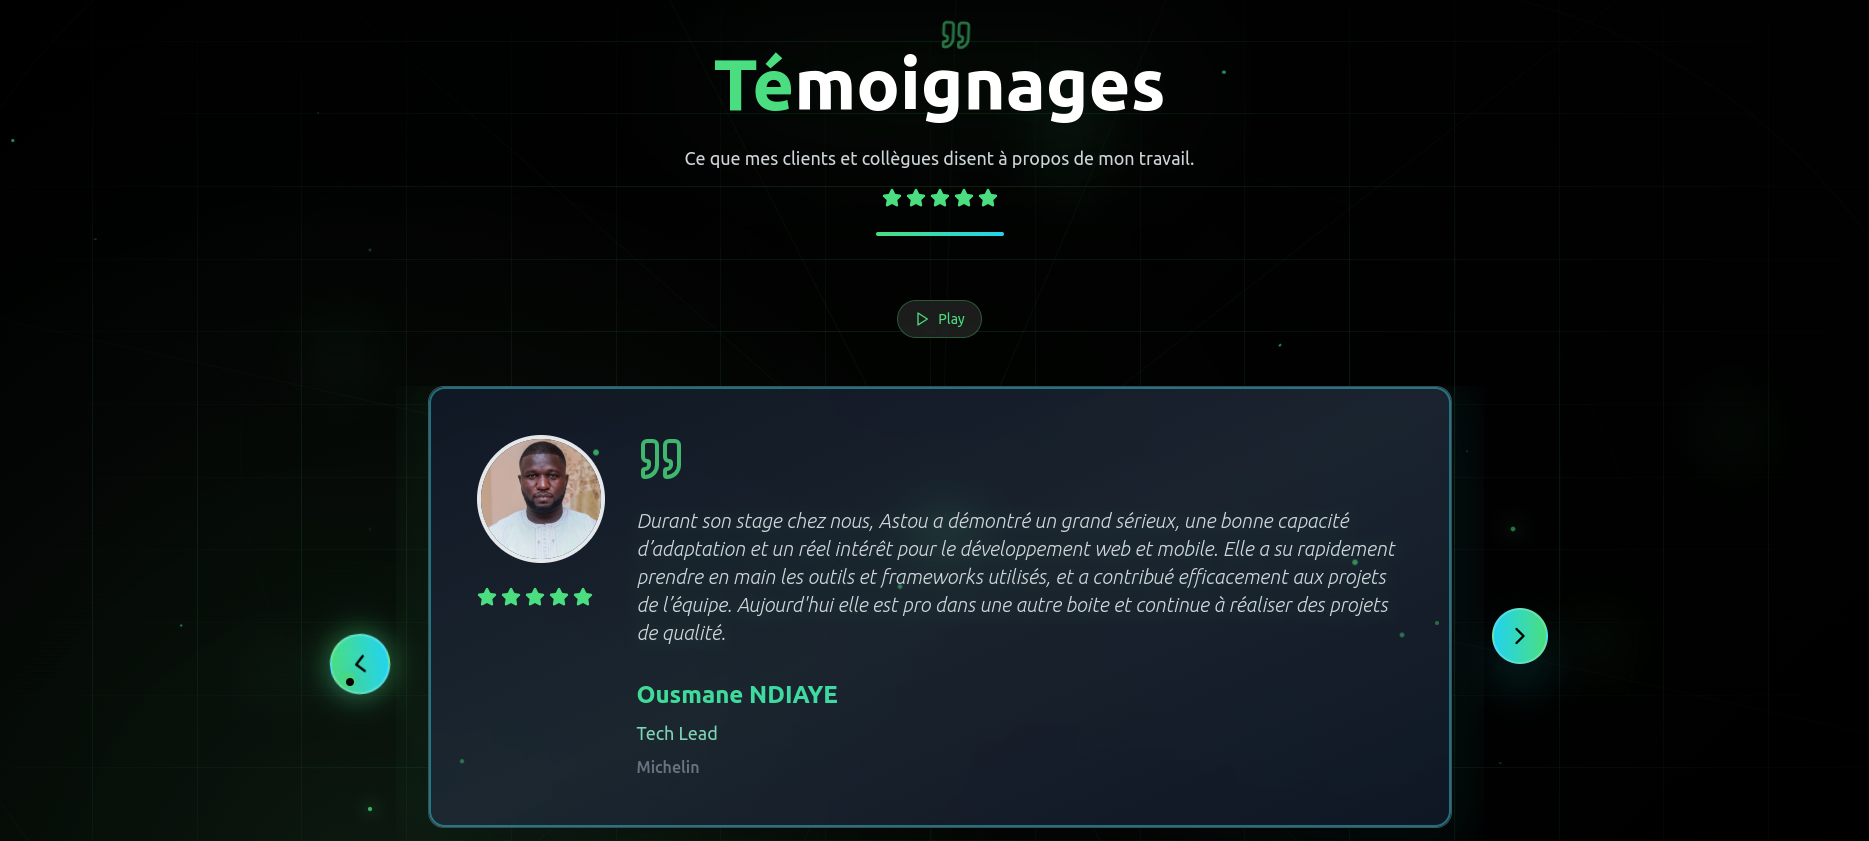 Témoignages
Ce que mes clients et collègues disent à propos de mon travail.
Play
Durant son stage chez nous, Astou a démontré un grand sérieux, une bonne capacité
d’adaptation et un réel intérêt pour le développement web et mobile. Elle a su rapidement
prendre en main les outils et frameworks utilisés, et a contribué efficacement aux projets
de l’équipe. Aujourd'hui elle est pro dans une autre boite et continue à réaliser des projets
de qualité.
Ousmane NDIAYE
Tech Lead
Michelin